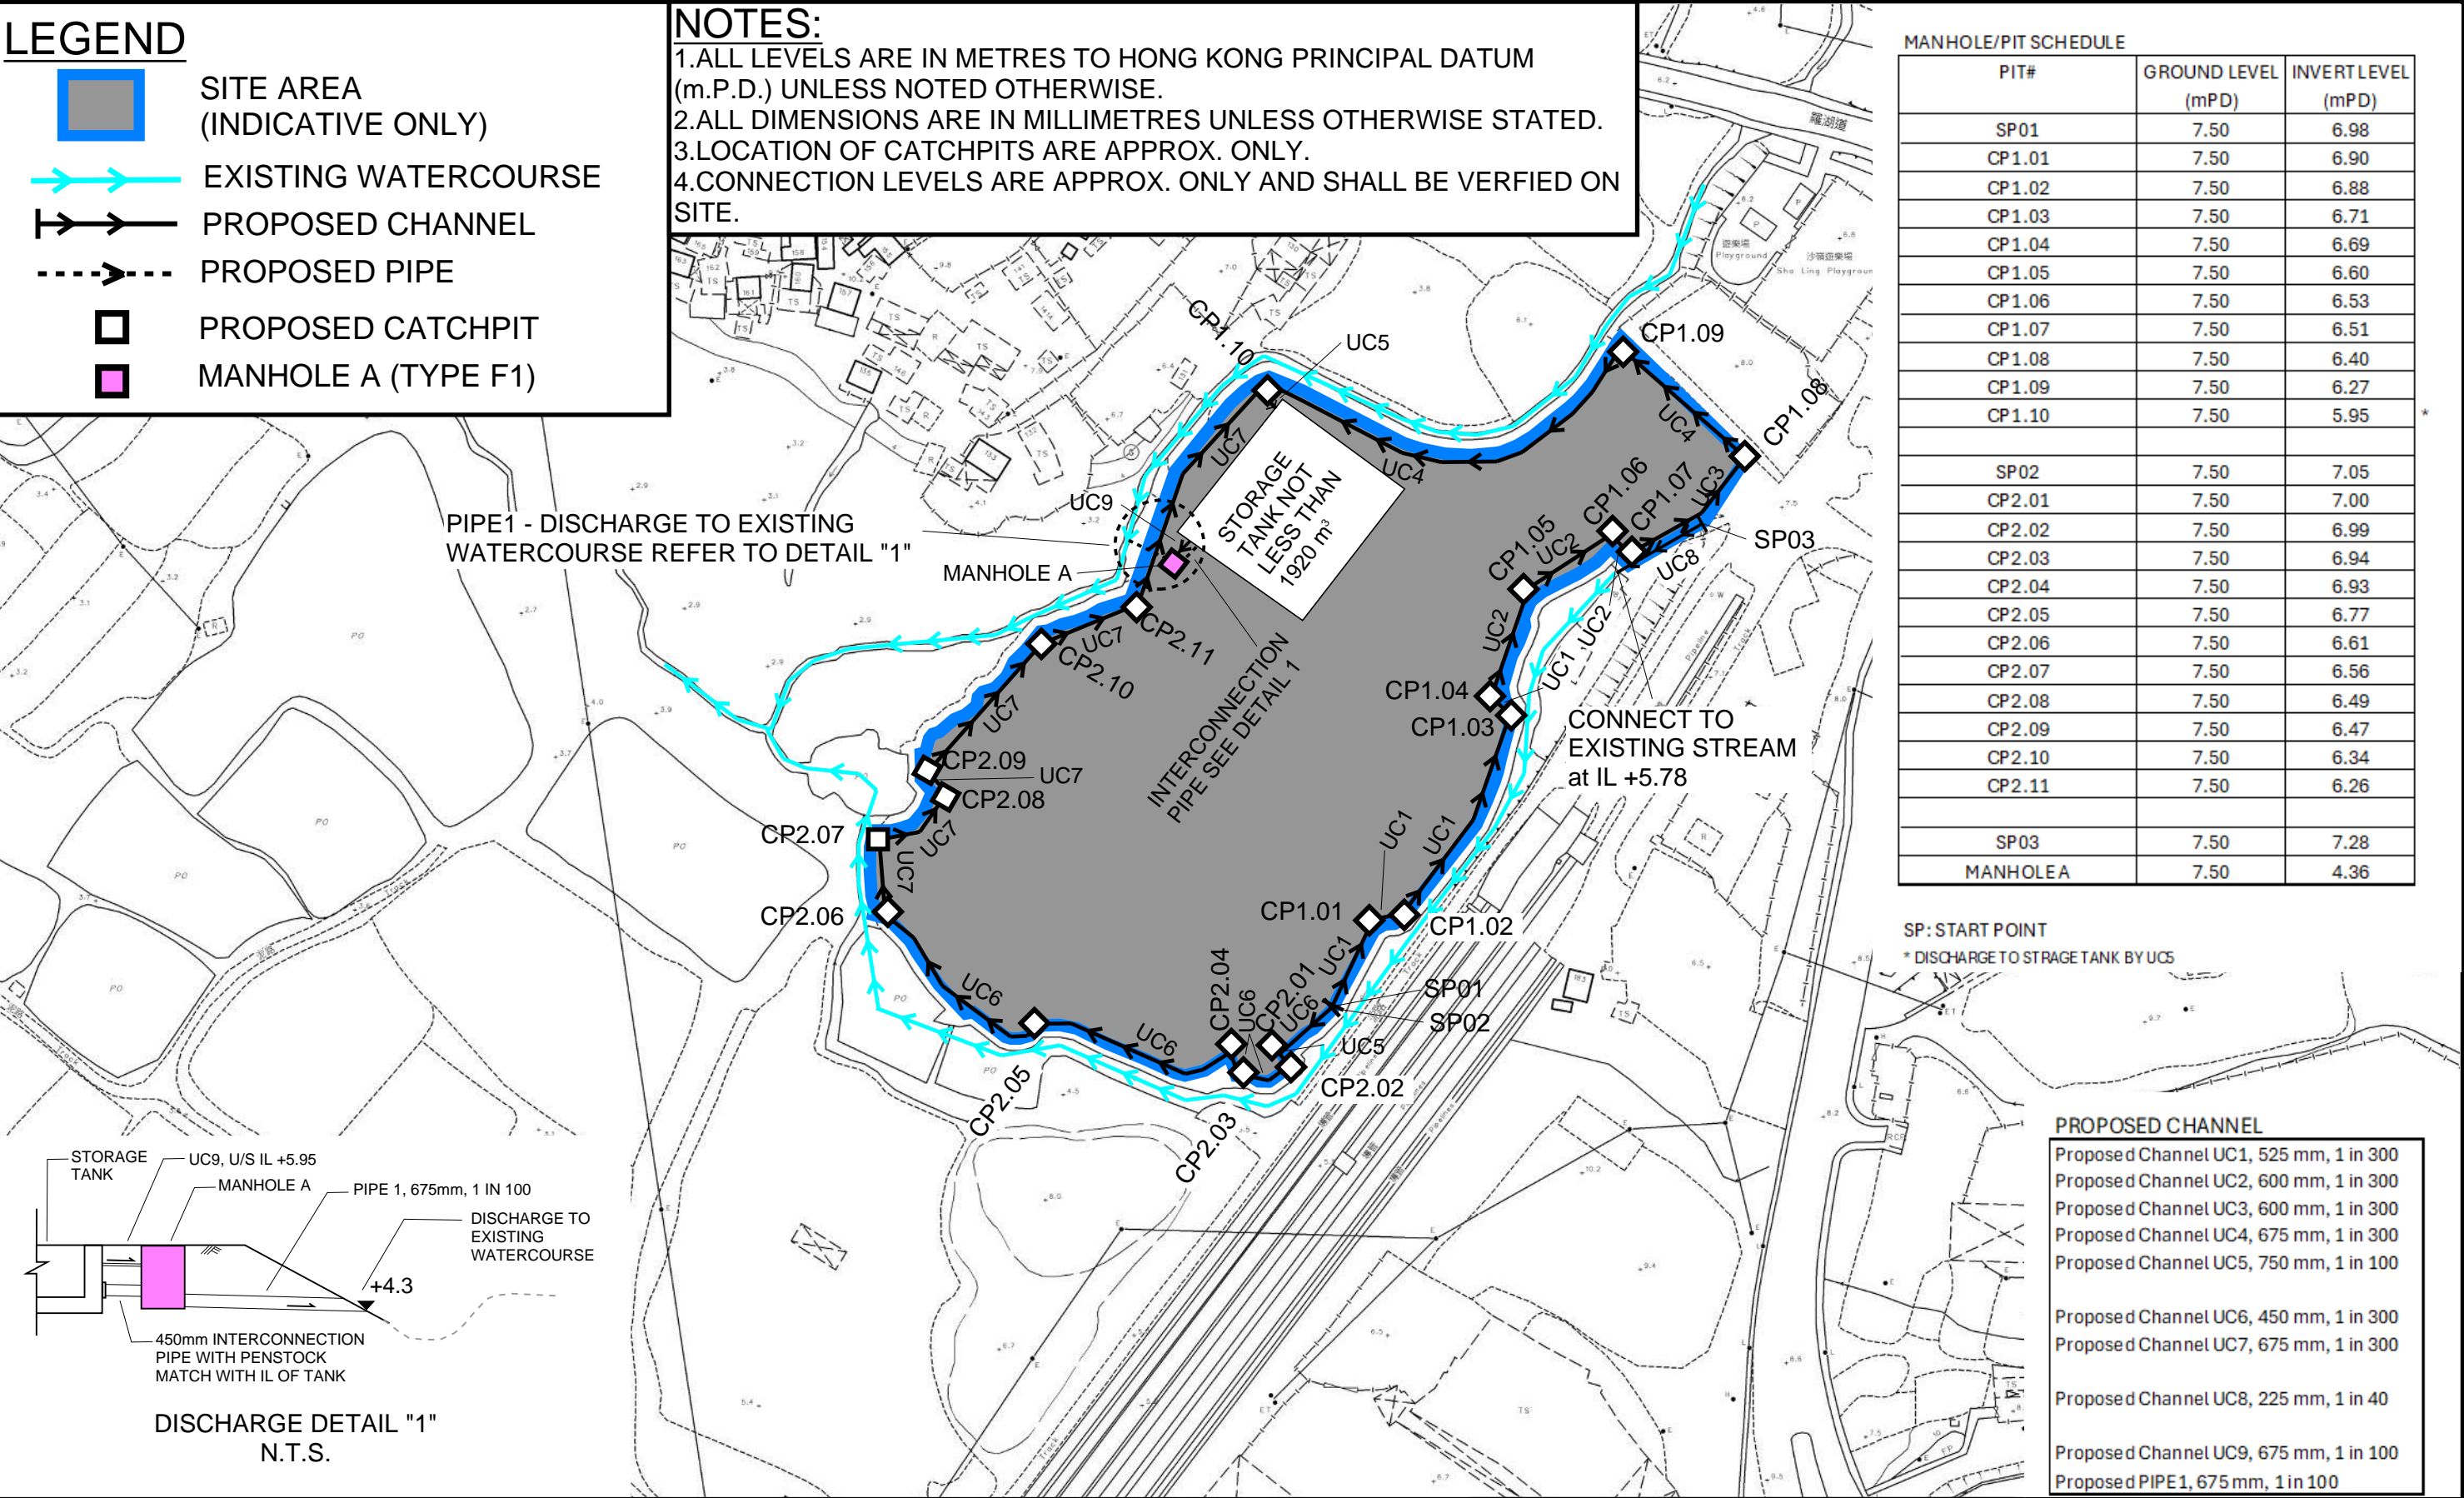 LEGEND
SITE AREA
(INDICATIVE ONLY)
EXISTING WATERCOURSE
PROPOSED CHANNEL
PROPOSED PIPE
PROPOSED CATCHPIT
MANHOLE A (TYPE F1)
NOTES:
1.ALL LEVELS ARE IN METRES TO HONG KONG PRINCIPAL DATUM
(m.P.D.) UNLESS NOTED OTHERWISE.
2.ALL DIMENSIONS ARE IN MILLIMETRES UNLESS OTHERWISE STATED.
3.LOCATION OF CATCHPITS ARE APPROX. ONLY.
4.CONNECTION LEVELS ARE APPROX. ONLY AND SHALL BE VERFIED ON
SITE.
MANHOLE/PIT SCHEDULE
PIT# GROUND LEVEL INVERT LEVEL
(mPD) (mPD)
SP01 7.50 6.98
CP1.01 7.50 6.90
CP1.02 7.50 6.88
CP1.03 7.50 6.71
CP1.04 7.50 6.69
CP1.05 7.50 6.60
CP1.06 7.50 6.53
CP1.07 7.50 6.51
CP1.08 7.50 6.40
CP1.09 7.50 6.27
CP1.10 7.50 5.95 *
SP02 7.50 7.05
CP2.01 7.50 7.00
CP2.02 7.50 6.99
CP2.03 7.50 6.94
CP2.04 7.50 6.93
CP2.05 7.50 6.77
CP2.06 7.50 6.61
CP2.07 7.50 6.56
CP2.08 7.50 6.49
CP2.09 7.50 6.47
CP2.10 7.50 6.34
CP2.11 7.50 6.26
SP03 7.50 7.28
MANHOLE A 7.50 4.36
SP: START POINT
* DISCHARGE TO STRAGE TANK BY UC5
羅湖道
遊樂場
Playground
沙嶺遊樂場
Sha Ling Playground
CP1.10
UC5
CP1.09
CP1.08
UC4
UC7
UC4
STORAGE
TANK NOT
LESS THAN
1920 m³
CP1.06
CP1.07
UC3
SP03
CP1.05
UC2
UC8
UC9
PIPE1 - DISCHARGE TO EXISTING
WATERCOURSE REFER TO DETAIL "1"
MANHOLE A
CP2.11
UC7
CP2.10
UC7
INTERCONNECTION
PIPE SEE DETAIL 1
UC2
UC2
UC1
CP1.04
CP1.03
CONNECT TO
EXISTING STREAM
at IL +5.78
CP2.09
UC7
CP2.08
CP2.07
UC7
UC7
CP2.06
UC1
UC1
CP1.01
CP1.02
UC1
CP2.04
UC6
CP2.01
UC6
SP01
SP02
UC5
CP2.02
UC6
UC6
CP2.05
CP2.03
Pipeline
Track
Track
Pipelines
Track
Track
Track
STORAGE
TANK
UC9, U/S IL +5.95
MANHOLE A
PIPE 1, 675mm, 1 IN 100
DISCHARGE TO
EXISTING
WATERCOURSE
+4.3
450mm INTERCONNECTION
PIPE WITH PENSTOCK
MATCH WITH IL OF TANK
DISCHARGE DETAIL "1"
N.T.S.
PROPOSED CHANNEL
Proposed Channel UC1, 525 mm, 1 in 300
Proposed Channel UC2, 600 mm, 1 in 300
Proposed Channel UC3, 600 mm, 1 in 300
Proposed Channel UC4, 675 mm, 1 in 300
Proposed Channel UC5, 750 mm, 1 in 100
Proposed Channel UC6, 450 mm, 1 in 300
Proposed Channel UC7, 675 mm, 1 in 300
Proposed Channel UC8, 225 mm, 1 in 40
Proposed Channel UC9, 675 mm, 1 in 100
Proposed PIPE1, 675 mm, 1 in 100